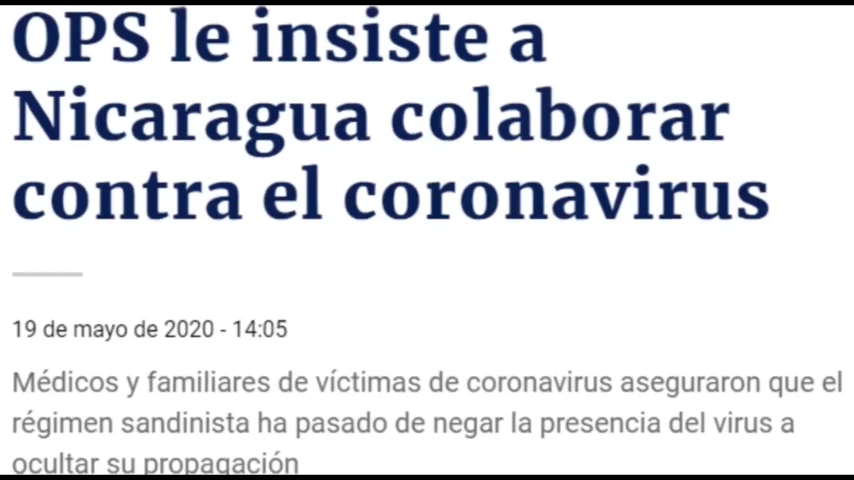 OPS le insiste a
Nicaragua colaborar
contra el coronavirus
19 de mayo de 2020 - 14:05
Médicos y familiares de víctimas de coronavirus aseguraron que el
régimen sandinista ha pasado de negar la presencia del virus a
ocultar su propagación